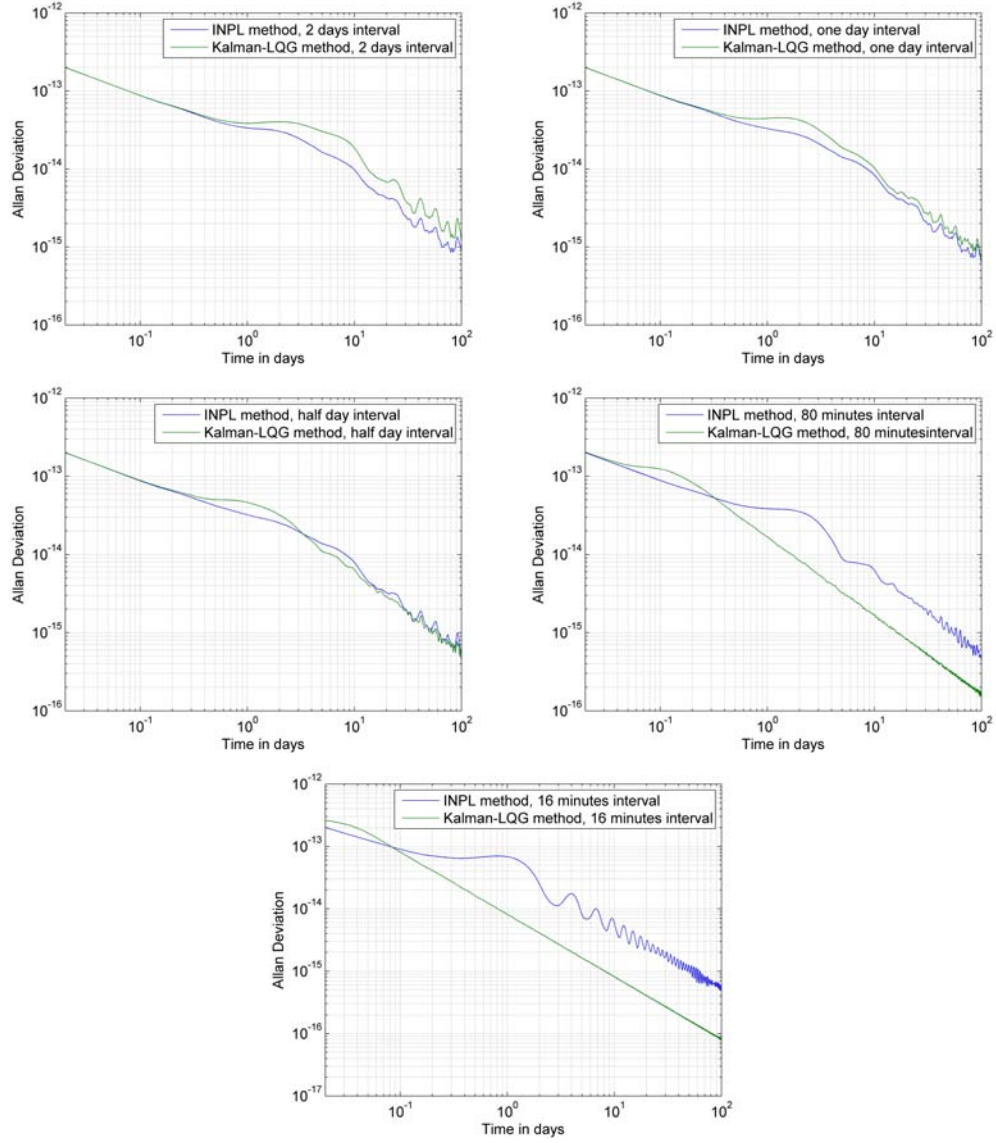 10^-12
INPL method, 2 days interval
Kalman-LQG method, 2 days interval
10^-13
Allan Deviation
10^-14
10^-15
10^-16
10^-1
10^0
10^1
10^2
Time in days
10^-12
INPL method, one day interval
Kalman-LQG method, one day interval
10^-13
Allan Deviation
10^-14
10^-15
10^-16
10^-1
10^0
10^1
10^2
Time in days
10^-12
INPL method, half day interval
Kalman-LQG method, half day interval
10^-13
Allan Deviation
10^-14
10^-15
10^-16
10^-1
10^0
10^1
10^2
Time in days
10^-12
INPL method, 80 minutes interval
Kalman-LQG method, 80 minutesinterval
10^-13
Allan Deviation
10^-14
10^-15
10^-16
10^-1
10^0
10^1
10^2
Time in days
10^-12
INPL method, 16 minutes interval
Kalman-LQG method, 16 minutes interval
10^-13
Allan Deviation
10^-14
10^-15
10^-16
10^-17
10^-1
10^0
10^1
10^2
Time in days